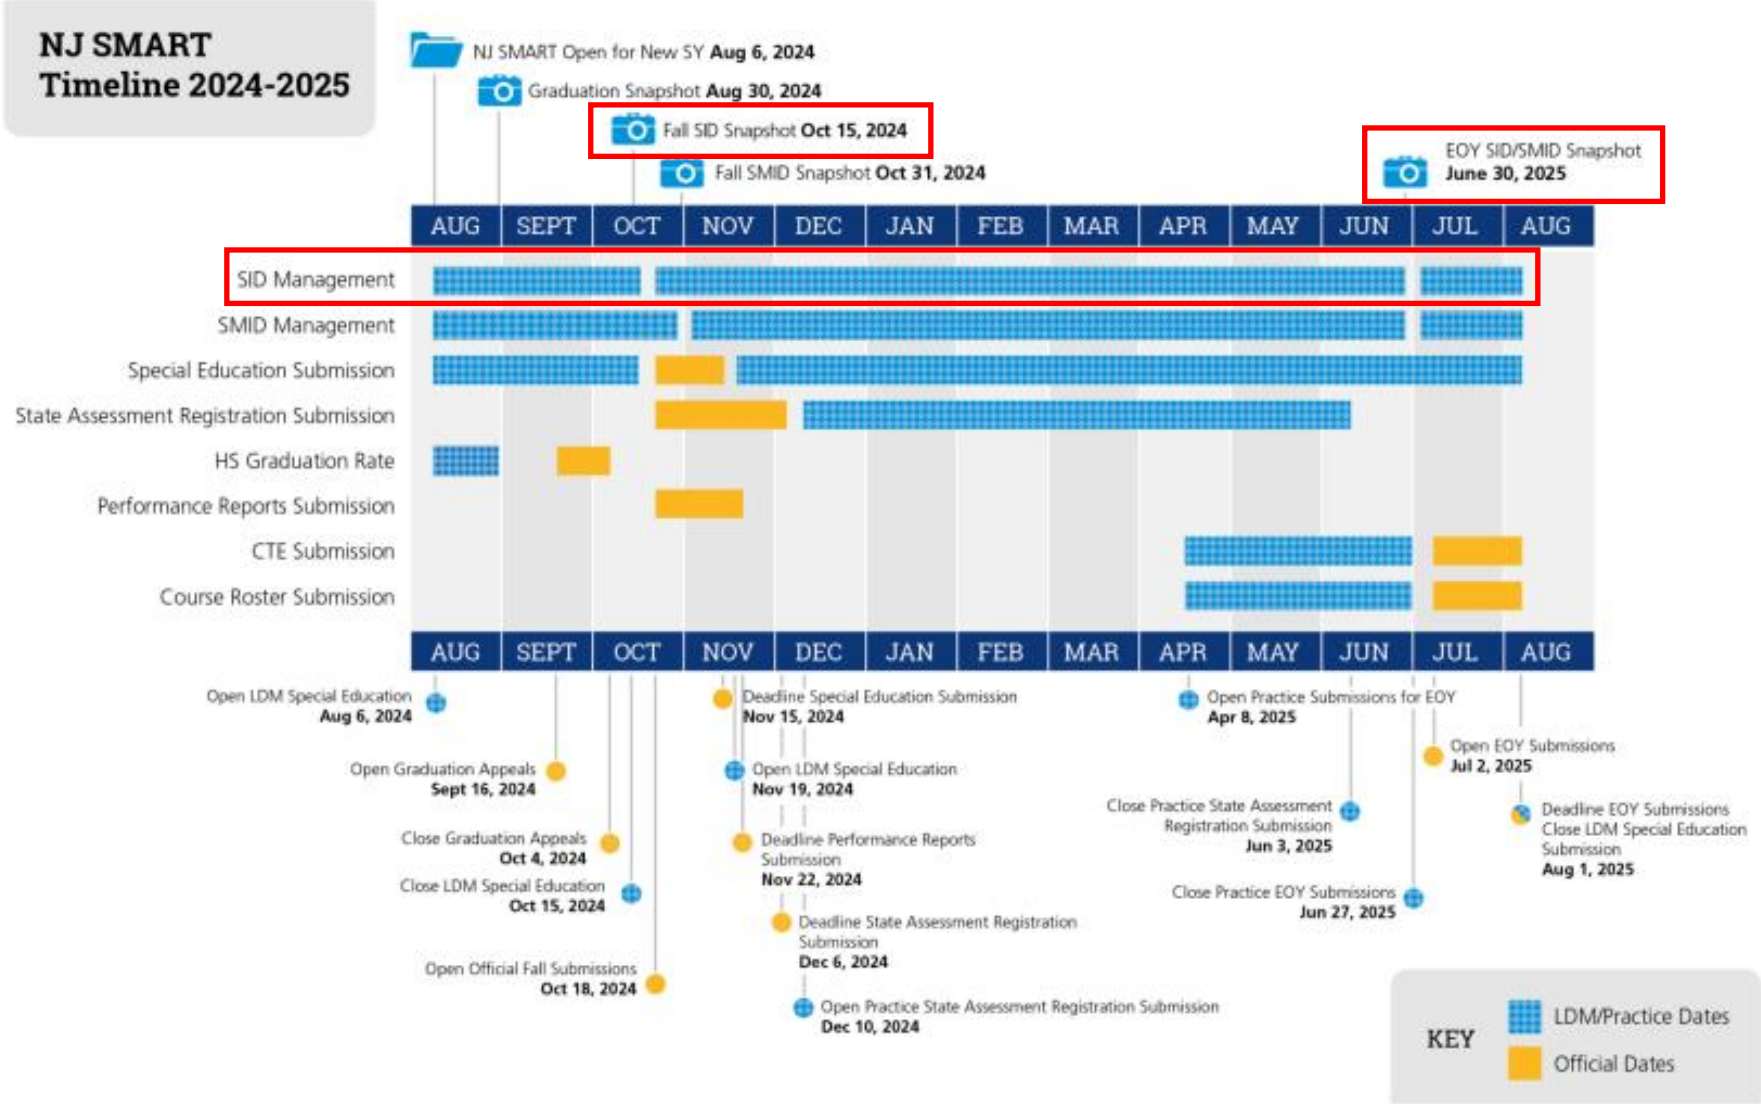 NJ SMART
Timeline 2024-2025
NJ SMART Open for New SY Aug 6, 2024
Graduation Snapshot Aug 30, 2024
Fall SID Snapshot Oct 15, 2024
Fall SMID Snapshot Oct 31, 2024
EOY SID/SMID Snapshot
June 30, 2025
AUG SEPT OCT NOV DEC JAN FEB MAR APR MAY JUN JUL AUG
SID Management
SMID Management
Special Education Submission
State Assessment Registration Submission
HS Graduation Rate
Performance Reports Submission
CTE Submission
Course Roster Submission
AUG SEPT OCT NOV DEC JAN FEB MAR APR MAY JUN JUL AUG
Open LDM Special Education
Aug 6, 2024
Open Graduation Appeals
Sept 16, 2024
Close Graduation Appeals
Oct 4, 2024
Close LDM Special Education
Oct 15, 2024
Open Official Fall Submissions
Oct 18, 2024
Deadline Special Education Submission
Nov 15, 2024
Open LDM Special Education
Nov 19, 2024
Deadline Performance Reports
Submission
Nov 22, 2024
Deadline State Assessment Registration
Submission
Dec 6, 2024
Open Practice State Assessment Registration Submission
Dec 10, 2024
Open Practice Submissions for EOY
Apr 8, 2025
Close Practice State Assessment
Registration Submission
Jun 3, 2025
Close Practice EOY Submissions
Jun 27, 2025
Open EOY Submissions
Jul 2, 2025
Deadline EOY Submissions
Close LDM Special Education
Submission
Aug 1, 2025
KEY
LDM/Practice Dates
Official Dates